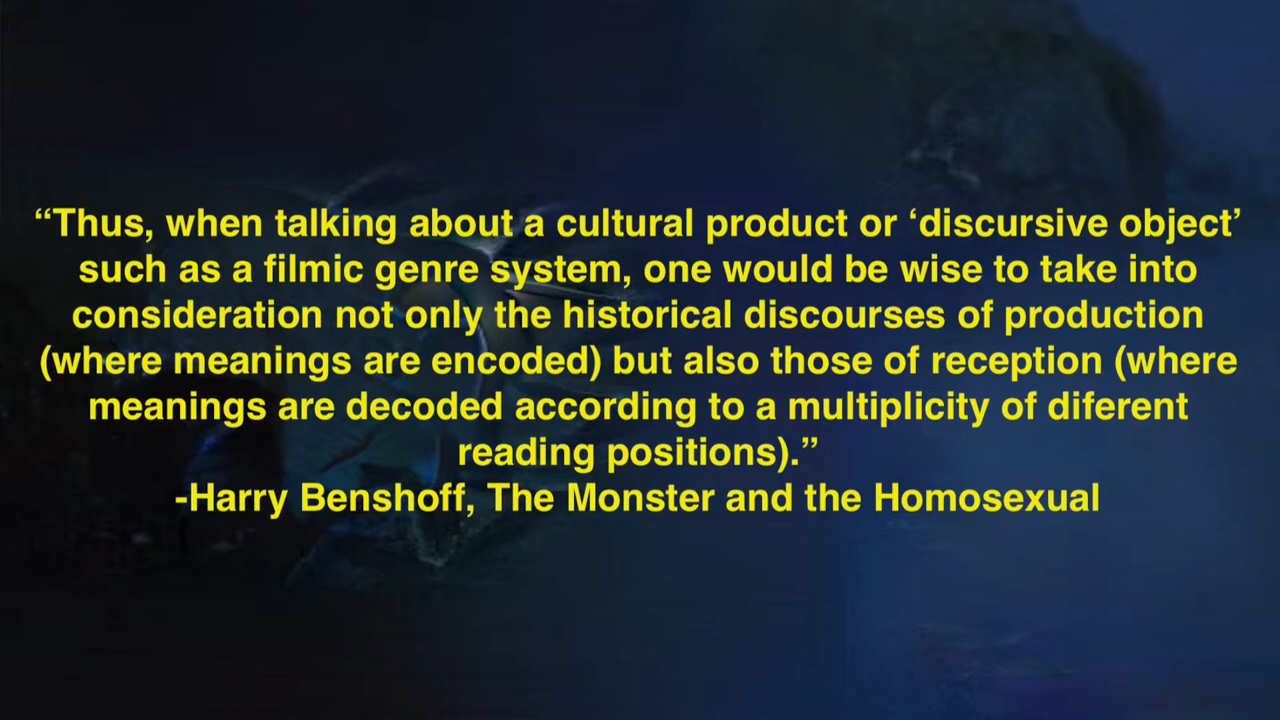 “Thus, when talking about a cultural product or ‘discursive object’
such as a filmic genre system, one would be wise to take into
consideration not only the historical discourses of production
(where meanings are encoded) but also those of reception (where
meanings are decoded according to a multiplicity of diferent
reading positions).”
-Harry Benshoff, The Monster and the Homosexual